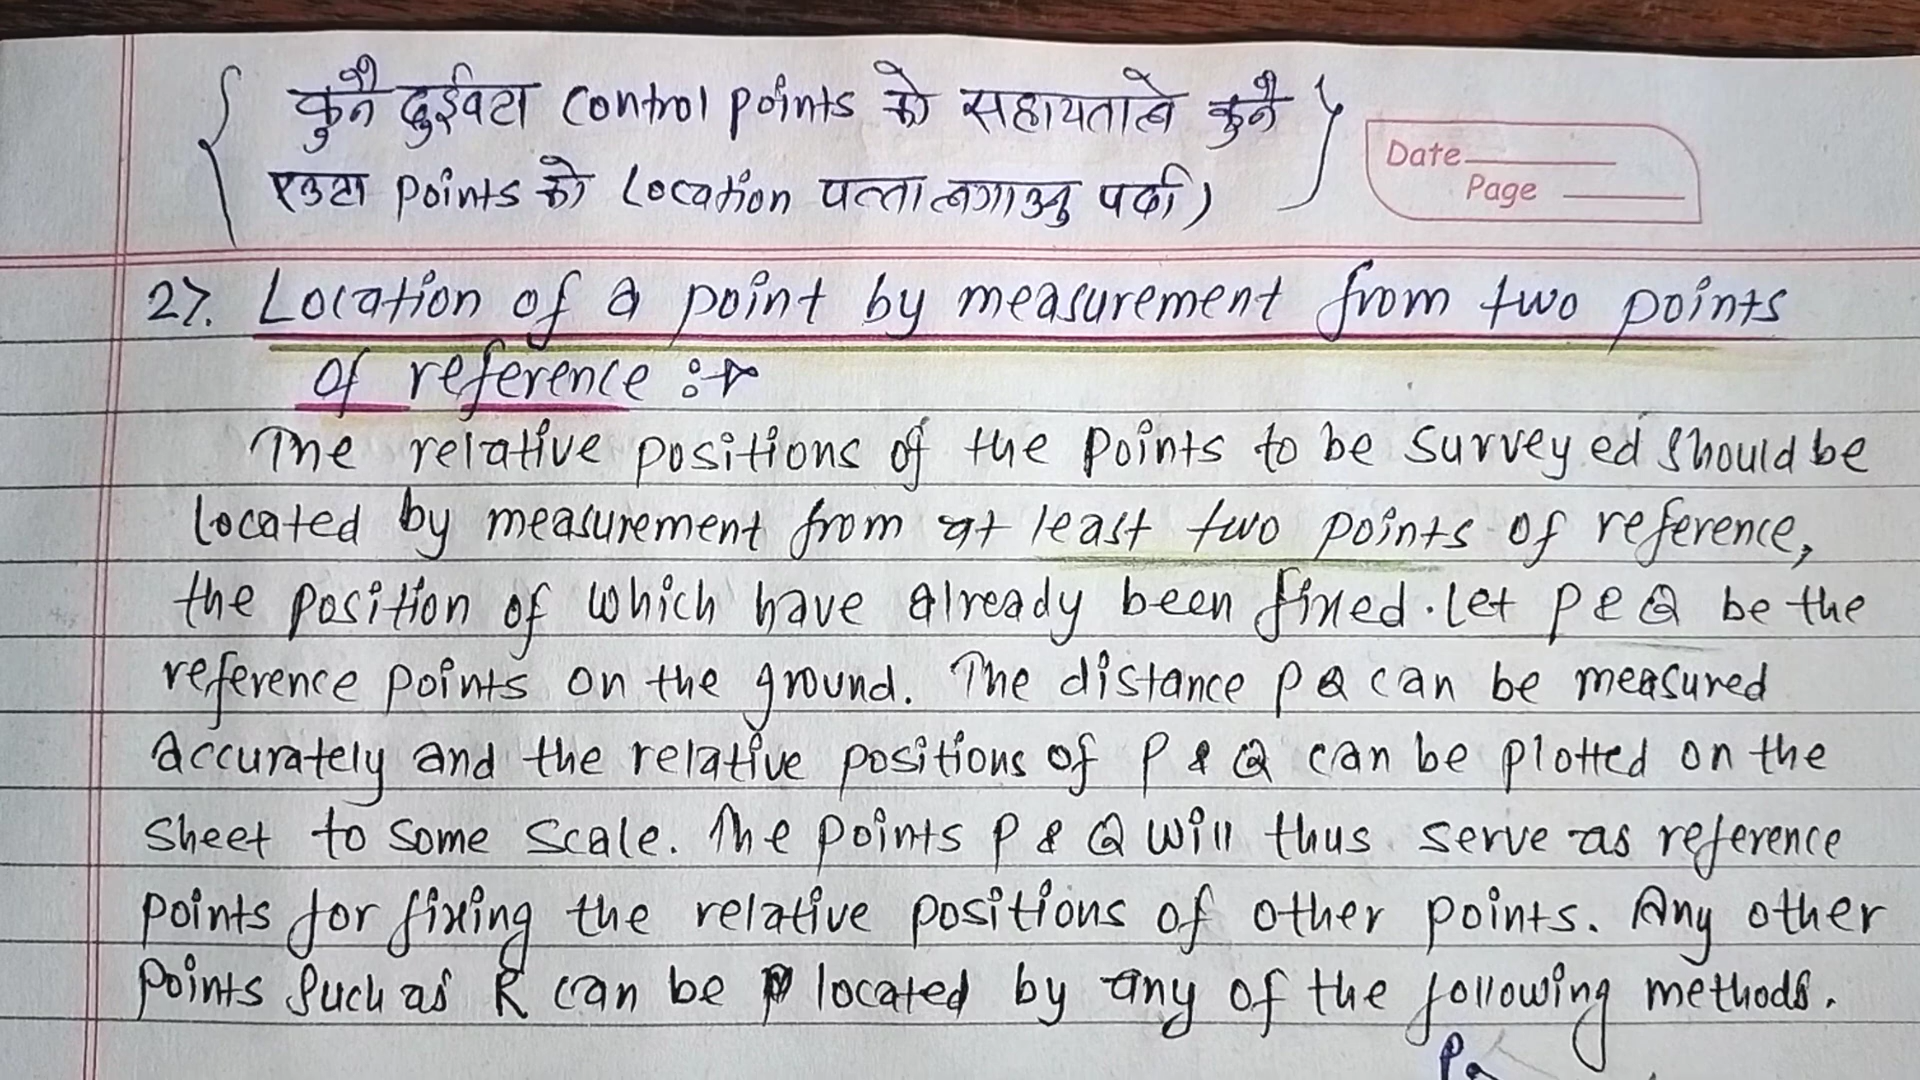 { कुनै दुईवटा control points को सहायताले कुनै }
एउटा points को Location पत्ता लगाउनु पर्दा)
Date
Page
2). Location of a point by measurement from two points
of reference :→
The relative positions of the points to be surveyed should be
located by measurement from at least two points of reference,
the position of which have already been fixed. Let P & Q be the
reference points on the ground. The distance PQ can be measured
accurately and the relative positions of P & Q can be plotted on the
sheet to some scale. The points P & Q will thus serve as reference
points for fixing the relative positions of other points. Any other
points such as R can be located by any of the following methods.